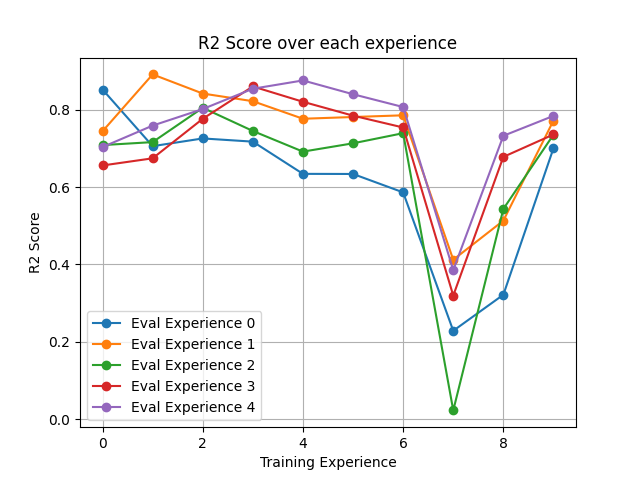 R2 Score over each experience
R2 Score
0.8
0.6
0.4
0.2
0.0
Eval Experience 0
Eval Experience 1
Eval Experience 2
Eval Experience 3
Eval Experience 4
0 2 4 6 8
Training Experience